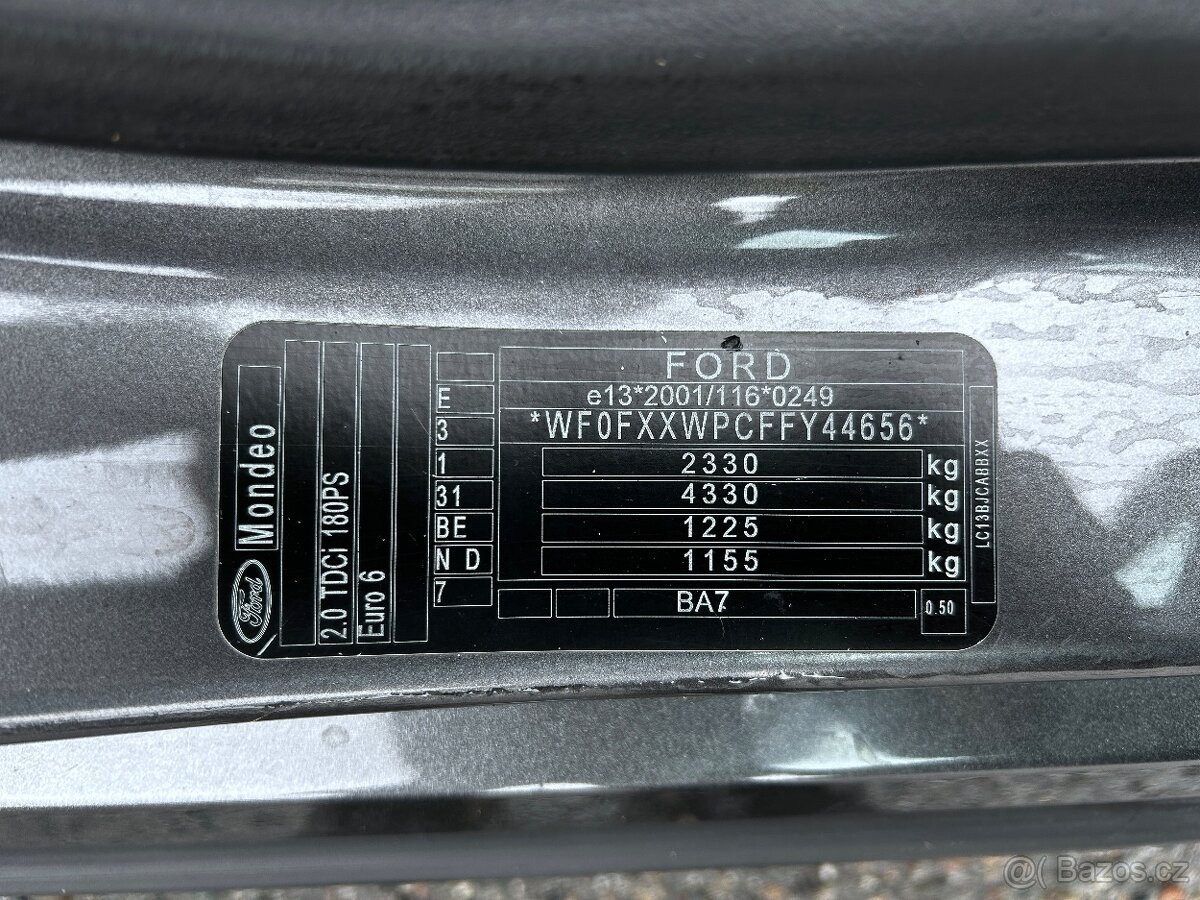 FORD
e13*2001/116*0249
*WF0FXXWPCFFY44656*
2330 kg
4330 kg
1225 kg
1155 kg
BA7
0.50
E
3
1
31
BE
N D
7
Ford
Mondeo
2.0 TDCi 180PS
Euro 6
LC13BJCABBXX
@( Bazos.cz